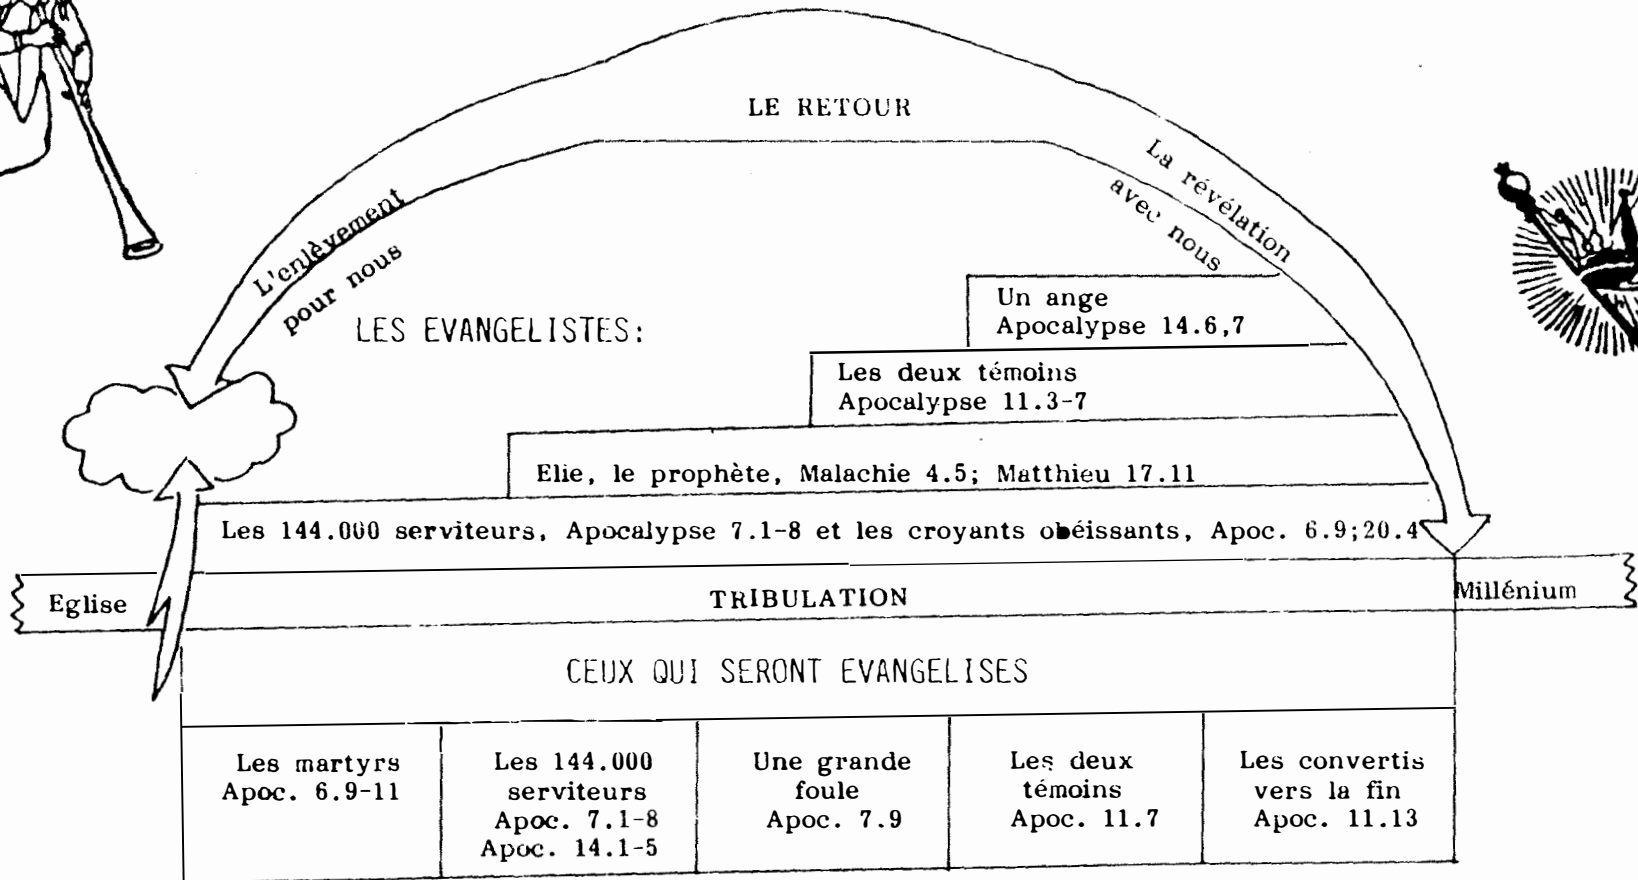 LE RETOUR
L'enlèvement
pour nous
La révélation
avec nous
LES EVANGELISTES:
Un ange
Apocalypse 14.6,7
Les deux témoins
Apocalypse 11.3-7
Elie, le prophète, Malachie 4.5; Matthieu 17.11
Les 144.000 serviteurs, Apocalypse 7.1-8 et les croyants obéissants, Apoc. 6.9;20.4
Eglise
TRIBULATION
Millénium
CEUX QUI SERONT EVANGELISES
Les martyrs
Apoc. 6.9-11
Les 144.000
serviteurs
Apoc. 7.1-8
Apoc. 14.1-5
Une grande
foule
Apoc. 7.9
Les deux
témoins
Apoc. 11.7
Les convertis
vers la fin
Apoc. 11.13